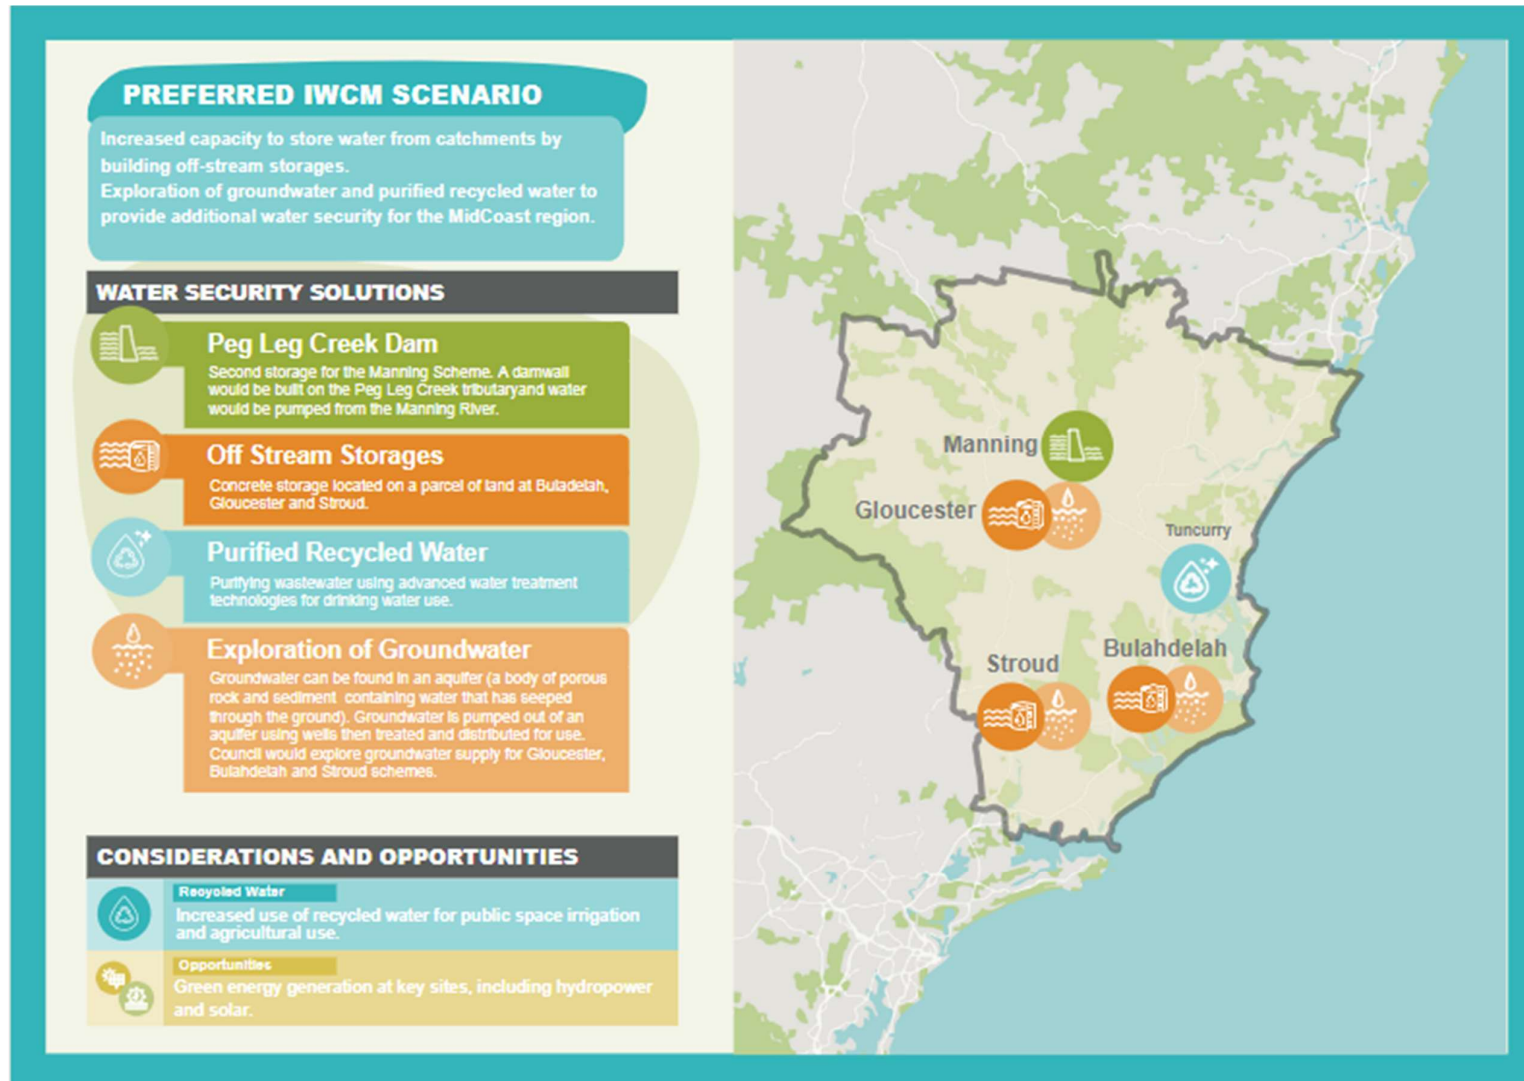 PREFERRED IWCM SCENARIO
Increased capacity to store water from catchments by
building off-stream storages.
Exploration of groundwater and purified recycled water to
provide additional water security for the MidCoast region.
WATER SECURITY SOLUTIONS
Peg Leg Creek Dam
Second storage for the Manning Scheme. A damwall
would be built on the Peg Leg Creek tributaryand water
would be pumped from the Manning River.
Off Stream Storages
Concrete storage located on a parcel of land at Buladelah,
Gloucester and Stroud.
Purified Recycled Water
Purifying wastewater using advanced water treatment
technologies for drinking water use.
Exploration of Groundwater
Groundwater can be found in an aquifer (a body of porous
rock and sediment containing water that has seeped
through the ground). Groundwater is pumped out of an
aquifer using wells then treated and distributed for use.
Council would explore groundwater supply for Gloucester,
Bulahdelah and Stroud schemes.
CONSIDERATIONS AND OPPORTUNITIES
Recycled Water
Increased use of recycled water for public space irrigation
and agricultural use.
Opportunities
Green energy generation at key sites, including hydropower
and solar.
Manning
Gloucester
Tuncurry
Stroud
Bulahdelah